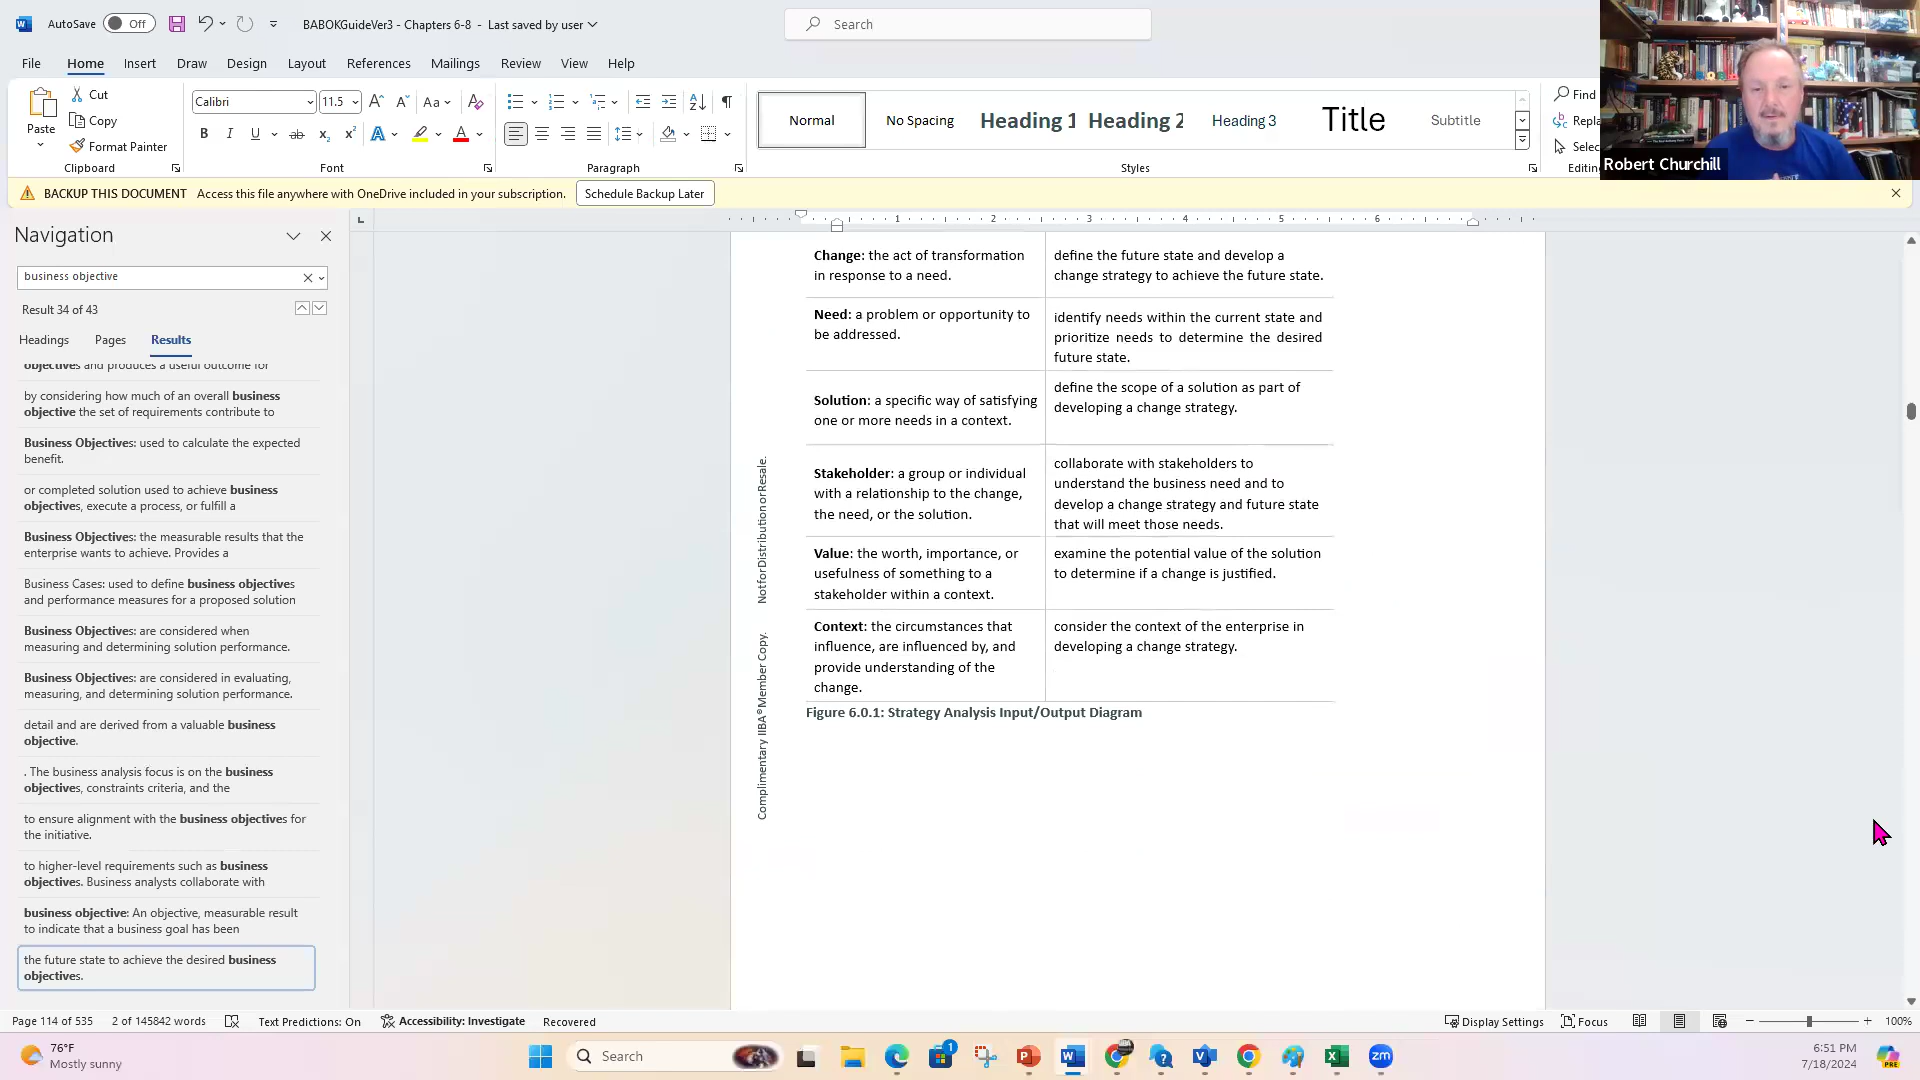 AutoSave
Off
BABOKGuideVer3 - Chapters 6-8 - Last saved by user
Search
File
Home
Insert
Draw
Design
Layout
References
Mailings
Review
View
Help
Paste
Cut
Copy
Format Painter
Clipboard
Calibri
11.5
Font
Paragraph
Normal
No Spacing
Heading 1
Heading 2
Heading 3
Title
Subtitle
Styles
Find
Repla
Selec
Editing
Robert Churchill
BACKUP THIS DOCUMENT Access this file anywhere with OneDrive included in your subscription.
Schedule Backup Later
Navigation
business objective
Result 34 of 43
Headings
Pages
Results
objectives and produces a useful outcome for
by considering how much of an overall business
objective the set of requirements contribute to
Business Objectives: used to calculate the expected
benefit.
or completed solution used to achieve business
objectives, execute a process, or fulfill a
Business Objectives: the measurable results that the
enterprise wants to achieve. Provides a
Business Cases: used to define business objectives
and performance measures for a proposed solution
Business Objectives: are considered when
measuring and determining solution performance.
Business Objectives: are considered in evaluating,
measuring, and determining solution performance.
detail and are derived from a valuable business
objective.
. The business analysis focus is on the business
objectives, constraints criteria, and the
to ensure alignment with the business objectives for
the initiative.
to higher-level requirements such as business
objectives. Business analysts collaborate with
business objective: An objective, measurable result
to indicate that a business goal has been
the future state to achieve the desired business
objectives.
1 2 3 4 5 6
Change: the act of transformation
in response to a need.
define the future state and develop a
change strategy to achieve the future state.
Need: a problem or opportunity to
be addressed.
identify needs within the current state and
prioritize needs to determine the desired
future state.
Solution: a specific way of satisfying
one or more needs in a context.
define the scope of a solution as part of
developing a change strategy.
Stakeholder: a group or individual
with a relationship to the change,
the need, or the solution.
collaborate with stakeholders to
understand the business need and to
develop a change strategy and future state
that will meet those needs.
Value: the worth, importance, or
usefulness of something to a
stakeholder within a context.
examine the potential value of the solution
to determine if a change is justified.
Context: the circumstances that
influence, are influenced by, and
provide understanding of the
change.
consider the context of the enterprise in
developing a change strategy.
Figure 6.0.1: Strategy Analysis Input/Output Diagram
Complimentary IIBA® Member Copy. Not for Distribution or Resale.
Page 114 of 535
2 of 145842 words
Text Predictions: On
Accessibility: Investigate
Recovered
Display Settings
Focus
100%
76°F
Mostly sunny
Search
6:51 PM
7/18/2024